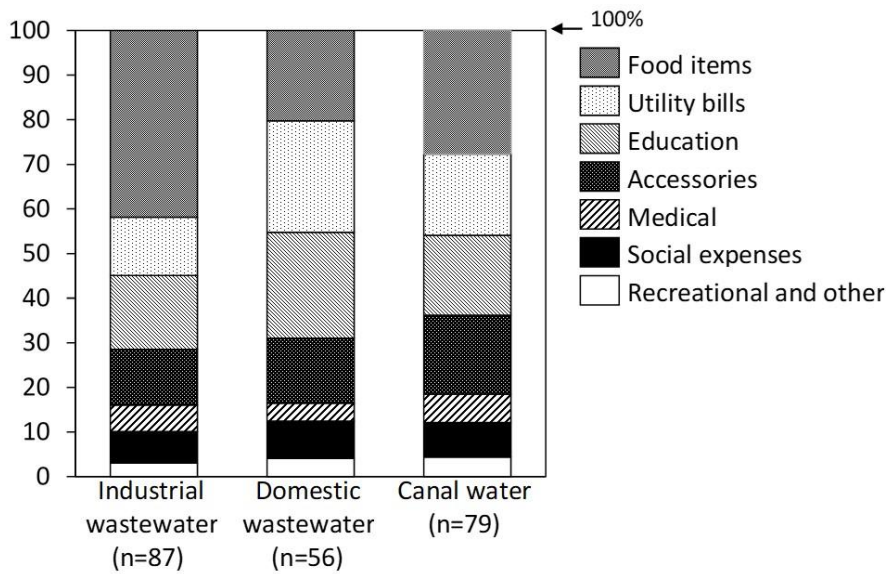 100%
100
90
80
70
60
50
40
30
20
10
0
Food items
Utility bills
Education
Accessories
Medical
Social expenses
Recreational and other
Industrial
wastewater
(n=87)
Domestic
wastewater
(n=56)
Canal water
(n=79)